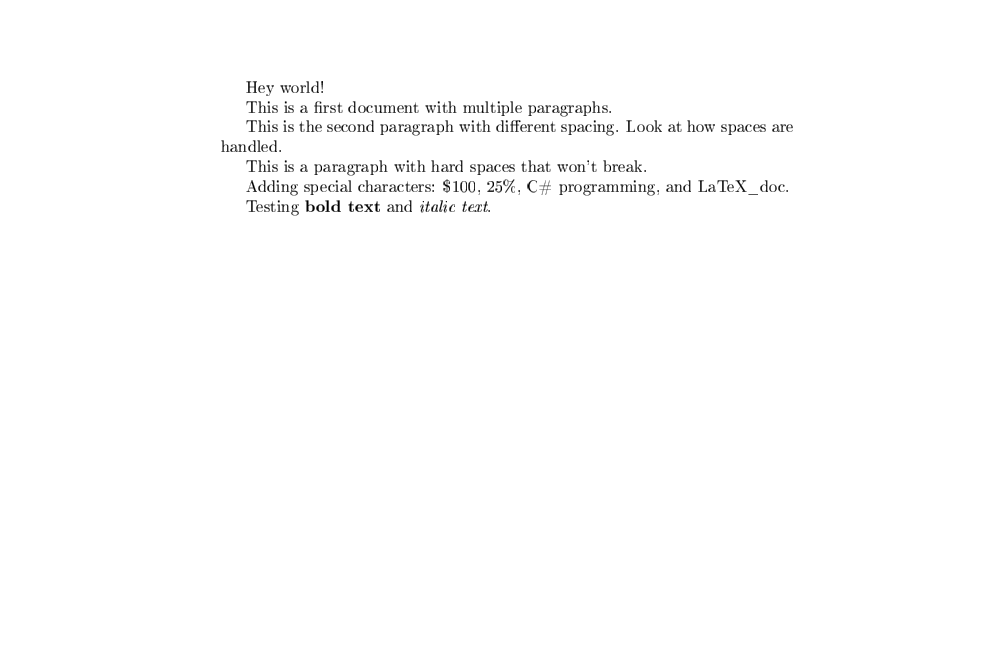 Hey world!
This is a first document with multiple paragraphs.
This is the second paragraph with different spacing. Look at how spaces are
handled.
This is a paragraph with hard spaces that won't break.
Adding special characters: $100, 25%, C# programming, and LaTeX_doc.
Testing bold text and italic text.